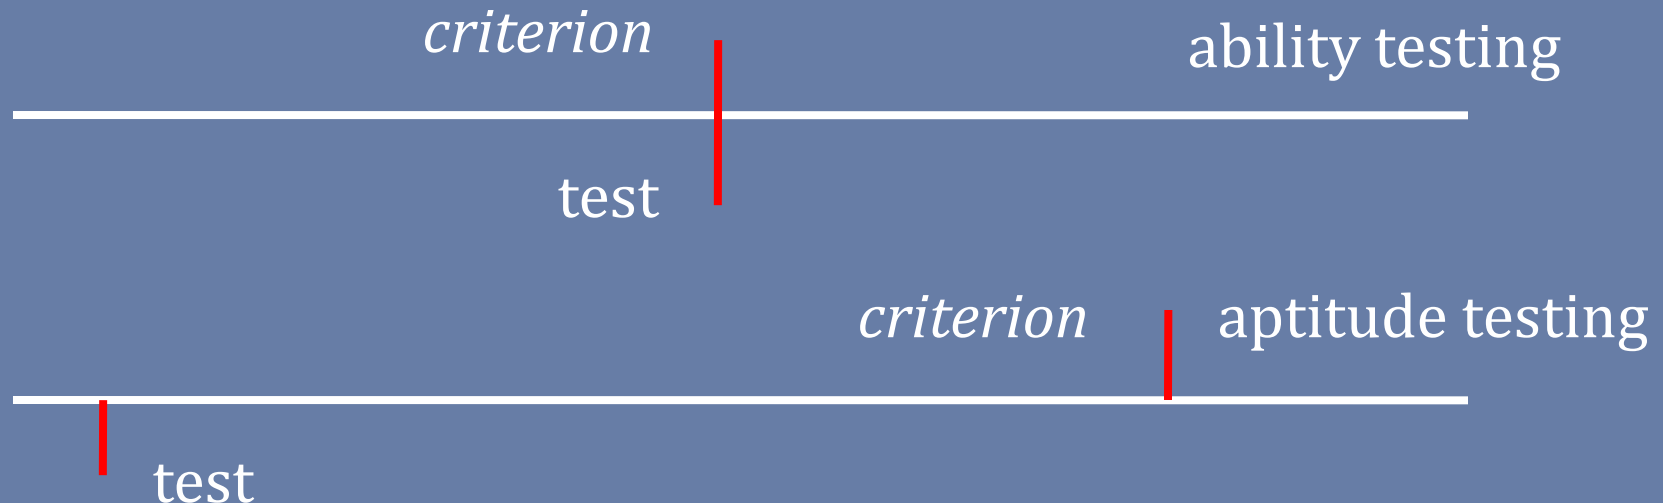 criterion
ability testing
test
criterion
aptitude testing
test